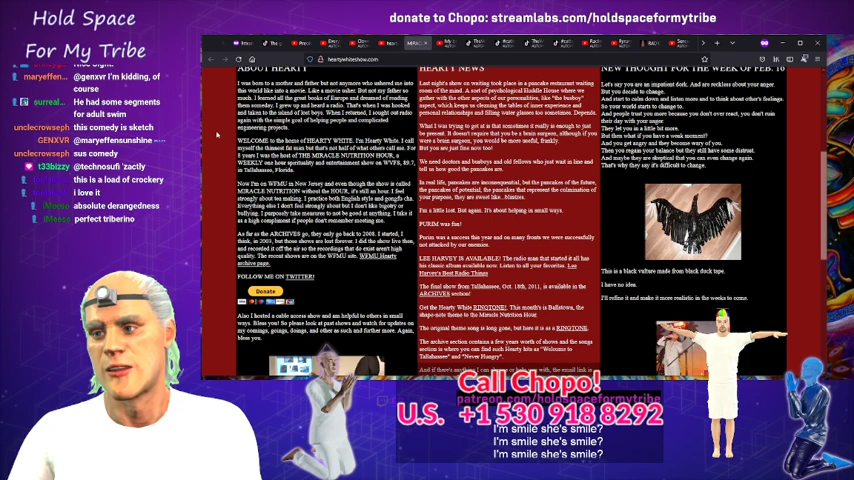 Hold Space
For My Tribe
donate to Chopo: streamlabs.com/holdspaceformytribe
maryeffen...
@genxr I'm kidding, of
course
surreal...
He had some segments
for adult swim
unclecrowseph
this comedy is sketch
GENXVR
@maryeffensunshine
unclecrowseph
sus comedy
t33bizzy
@technosufi 'zactly
this is a load of crockery
i love it
iMeeso
absolute derangedness
iMeeso
perfect triberino
heartywhiteshow.com
ABOUT HEARTY
I was born to a mother and father but not anymore who ushered me into
this world like into a movie. Like a movie usher. But not my father so
much. I learned all the great books of Europe and dreamed of reading
them someday. I grew up and heard a radio. That's when I was hooked
and taken to the island of lost boys. When I returned, I sought out radio
again with the simple goal of helping people and complicated
engineering projects.
WELCOME to the home of HEARTY WHITE. I'm Hearty White. I call
myself the thinnest fat man but that's not half of what others call me. For
8 years I was the host of THE MIRACLE NUTRITION HOUR, a
WEEKLY one hour spirituality and entertainment show on WVFS, 89.7,
in Tallahassee, Florida.
Now I'm on WFMU in New Jersey and even though the show is called
MIRACLE NUTRITION without the HOUR, it's still an hour. I feel
strongly about tea making. I practice both English style and gongfu cha.
Everything else I don't feel strongly about but I don't like bigotry or
bullying. I purposely take measures to not be good at anything. I take it
as a high compliment if people don't remember meeting me.
As far as the ARCHIVES go, they only go to 2008. I started, I
think, in 2003, but those shows are lost forever. I did the show live then,
and recorded it off the air so the recordings that do exist aren't high
quality. The recent shows are on the WFMU site. WFMU Hearty
archive page.
FOLLOW ME ON TWITTER!
Donate
Also I hosted a cable access show and am helpful to others in small
ways. Bless you! So please look at past shows and watch for updates on
my comings, goings, doings, and other as such and further more. Again,
bless you.
HEARTY NEWS
Last night's show on waiting took place in a pancake restaurant waiting
room of the mind. A sort of psychological Huddle House where we
gather with the other aspects of our personalities, like "the busboy"
aspect, which keeps us cleaning the tables of inner experience and
personal relationships and filling water glasses too sometimes. Depends.
What I was trying to get at is that sometimes it really is enough to just
be present. It doesn't require that you be a brain surgeon, although if you
were a brain surgeon, you would be more useful, frankly.
But you are just fine now too!
We need doctors and busboys and old fellows who just wait in line and
tell us how good the pancakes are.
In real life, pancakes are inconsequential, but the pancakes of the future,
the pancakes of potential, the pancakes that represent the culmination of
your purpose, they are sweet like...blintzes.
I'm a little lost. But again. It's about helping in small ways.
PURIM was fun!
Purim was a success this year and on many fronts we were successfully
not attacked by our enemies.
LEE HARVEY IS AVAILABLE! The radio man that started it all has
his classic album available now. Listen to all your favorites. Lee
Harvey's Best Radio Things
The final show from Tallahassee, Oct. 18th, 2011, is available in the
ARCHIVES section!
Get the Hearty White RINGTONE! This month's is Ballstown, the
shape-note theme to the Miracle Nutrition Hour.
The original theme song is long gone, but here it is as a RINGTONE.
The archive section contains a few years worth of shows and the songs
section is where you can find such Hearty hits as "Welcome to
Tallahassee" and "Never Hungry".
NEW THOUGHT FOR THE WEEK OF FEB. 10
Let's say you are an impatient dork. And are reckless about your anger.
But you decide to change.
And start to calm down and listen more and to think about other's feelings.
So your world starts to change to.
And people trust you more because you don't over react, you don't ruin
their day with your anger.
They let you in a little bit more.
But then what if you have a weak moment?
And you get angry and they become wary of you.
Then you regain your balance but they still have some distrust.
And maybe they are skeptical that you can ever change again.
That's why they say it's difficult to change.
This is a black vulture made from black duck tape.
I have no idea.
I'll refine it and make it more realistic in the weeks to come.
Call Chopo!
patreon.com/holdspaceformytribe
U.S. +1 530 918 8292
I'm smile she's smile?
I'm smile she's smile?
I'm smile she's smile?